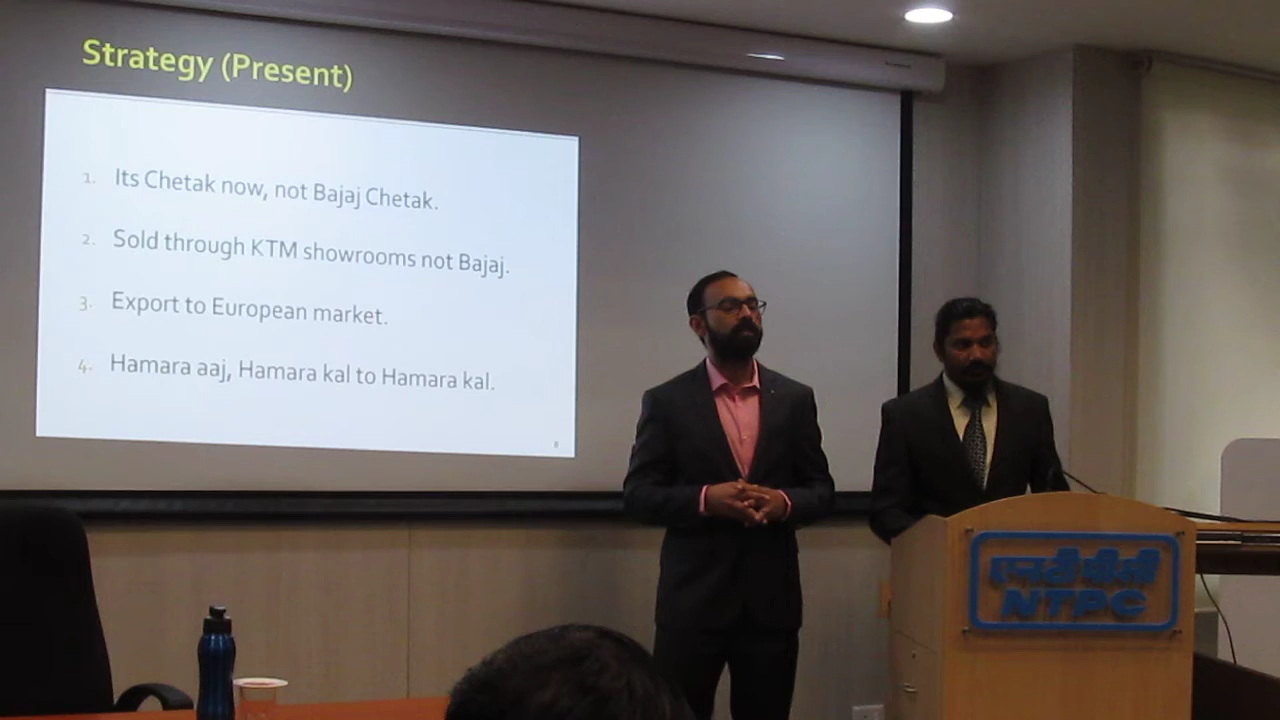 Strategy (Present)
1. Its Chetak now, not Bajaj Chetak.
2. Sold through KTM showrooms not Bajaj.
3. Export to European market.
4. Hamara aaj, Hamara kal to Hamara kal.
8
एनटीपीसी
NTPC